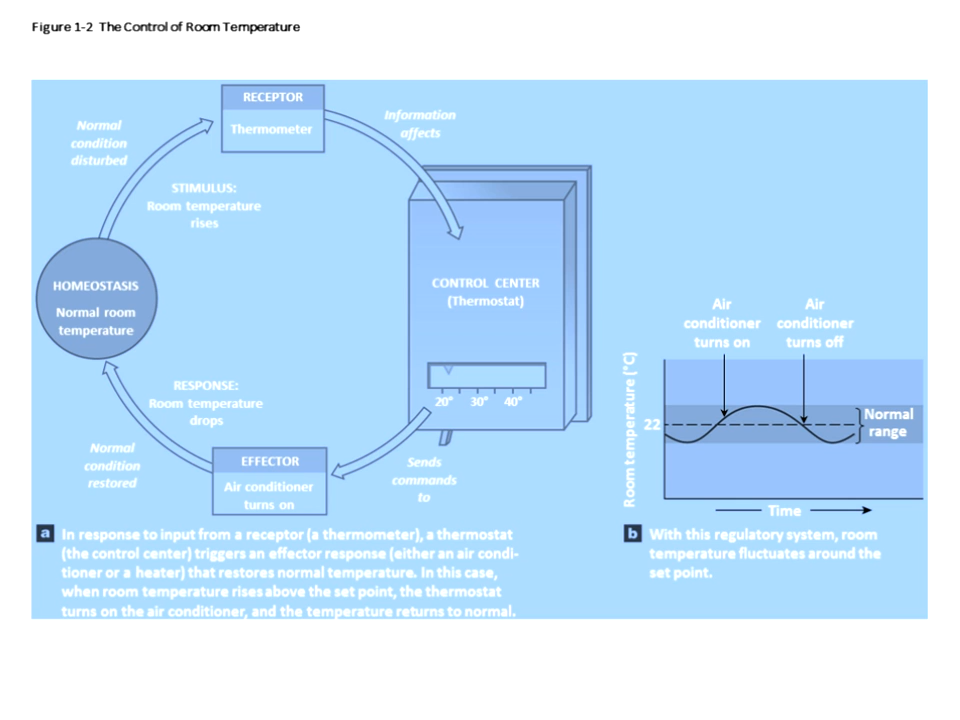 Figure 1-2 The Control of Room Temperature
RECEPTOR
Thermometer
Information
affects
Normal
condition
disturbed
STIMULUS:
Room temperature
rises
HOMEOSTASIS
Normal room
temperature
CONTROL CENTER
(Thermostat)
20° 30° 40°
RESPONSE:
Room temperature
drops
Normal
condition
restored
EFFECTOR
Air conditioner
turns on
Sends
commands
to
a In response to input from a receptor (a thermometer), a thermostat
(the control center) triggers an effector response (either an air condi-
tioner or a heater) that restores normal temperature. In this case,
when room temperature rises above the set point, the thermostat
turns on the air conditioner, and the temperature returns to normal.
Air
conditioner
turns on
Air
conditioner
turns off
Room temperature (°C)
22
Normal
range
Time
b With this regulatory system, room
temperature fluctuates around the
set point.